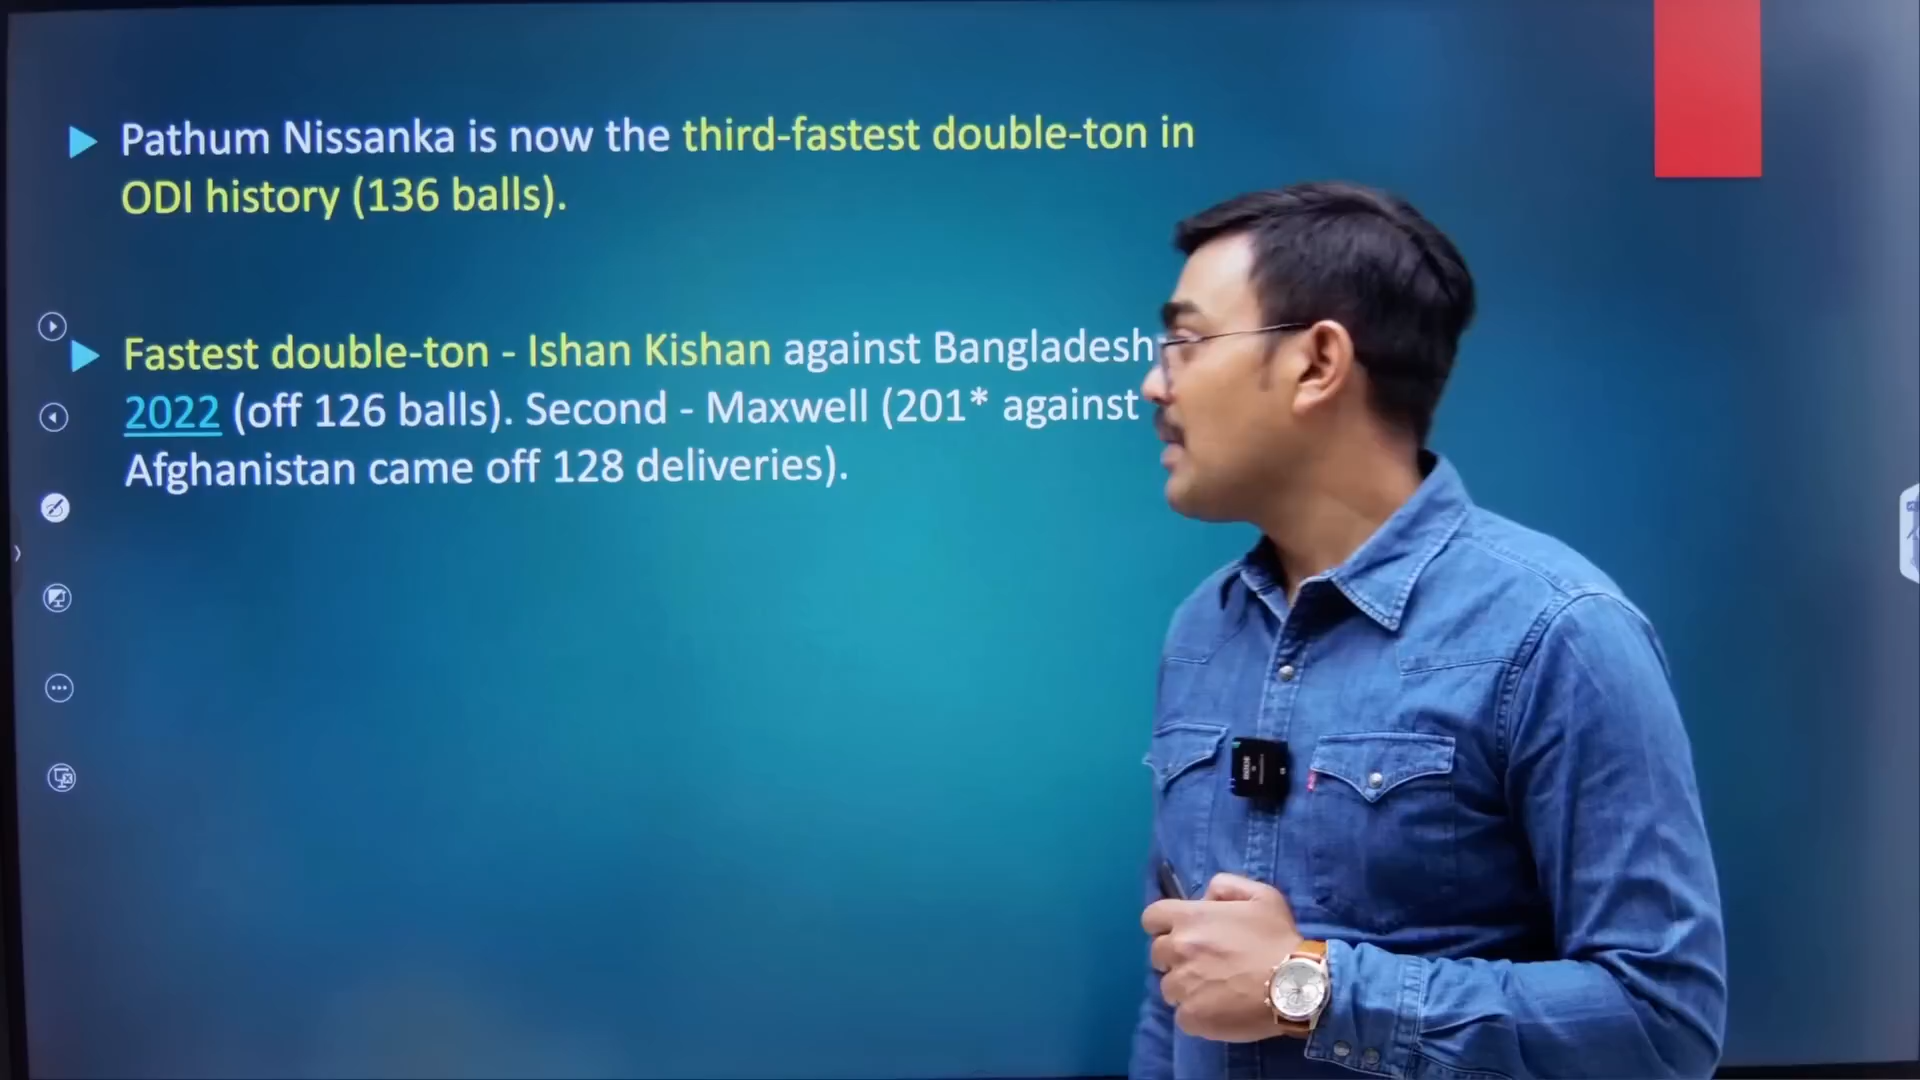 Pathum Nissanka is now the third-fastest double-ton in
ODI history (136 balls).
Fastest double-ton - Ishan Kishan against Bangladesh
2022 (off 126 balls). Second - Maxwell (201* against
Afghanistan came off 128 deliveries).